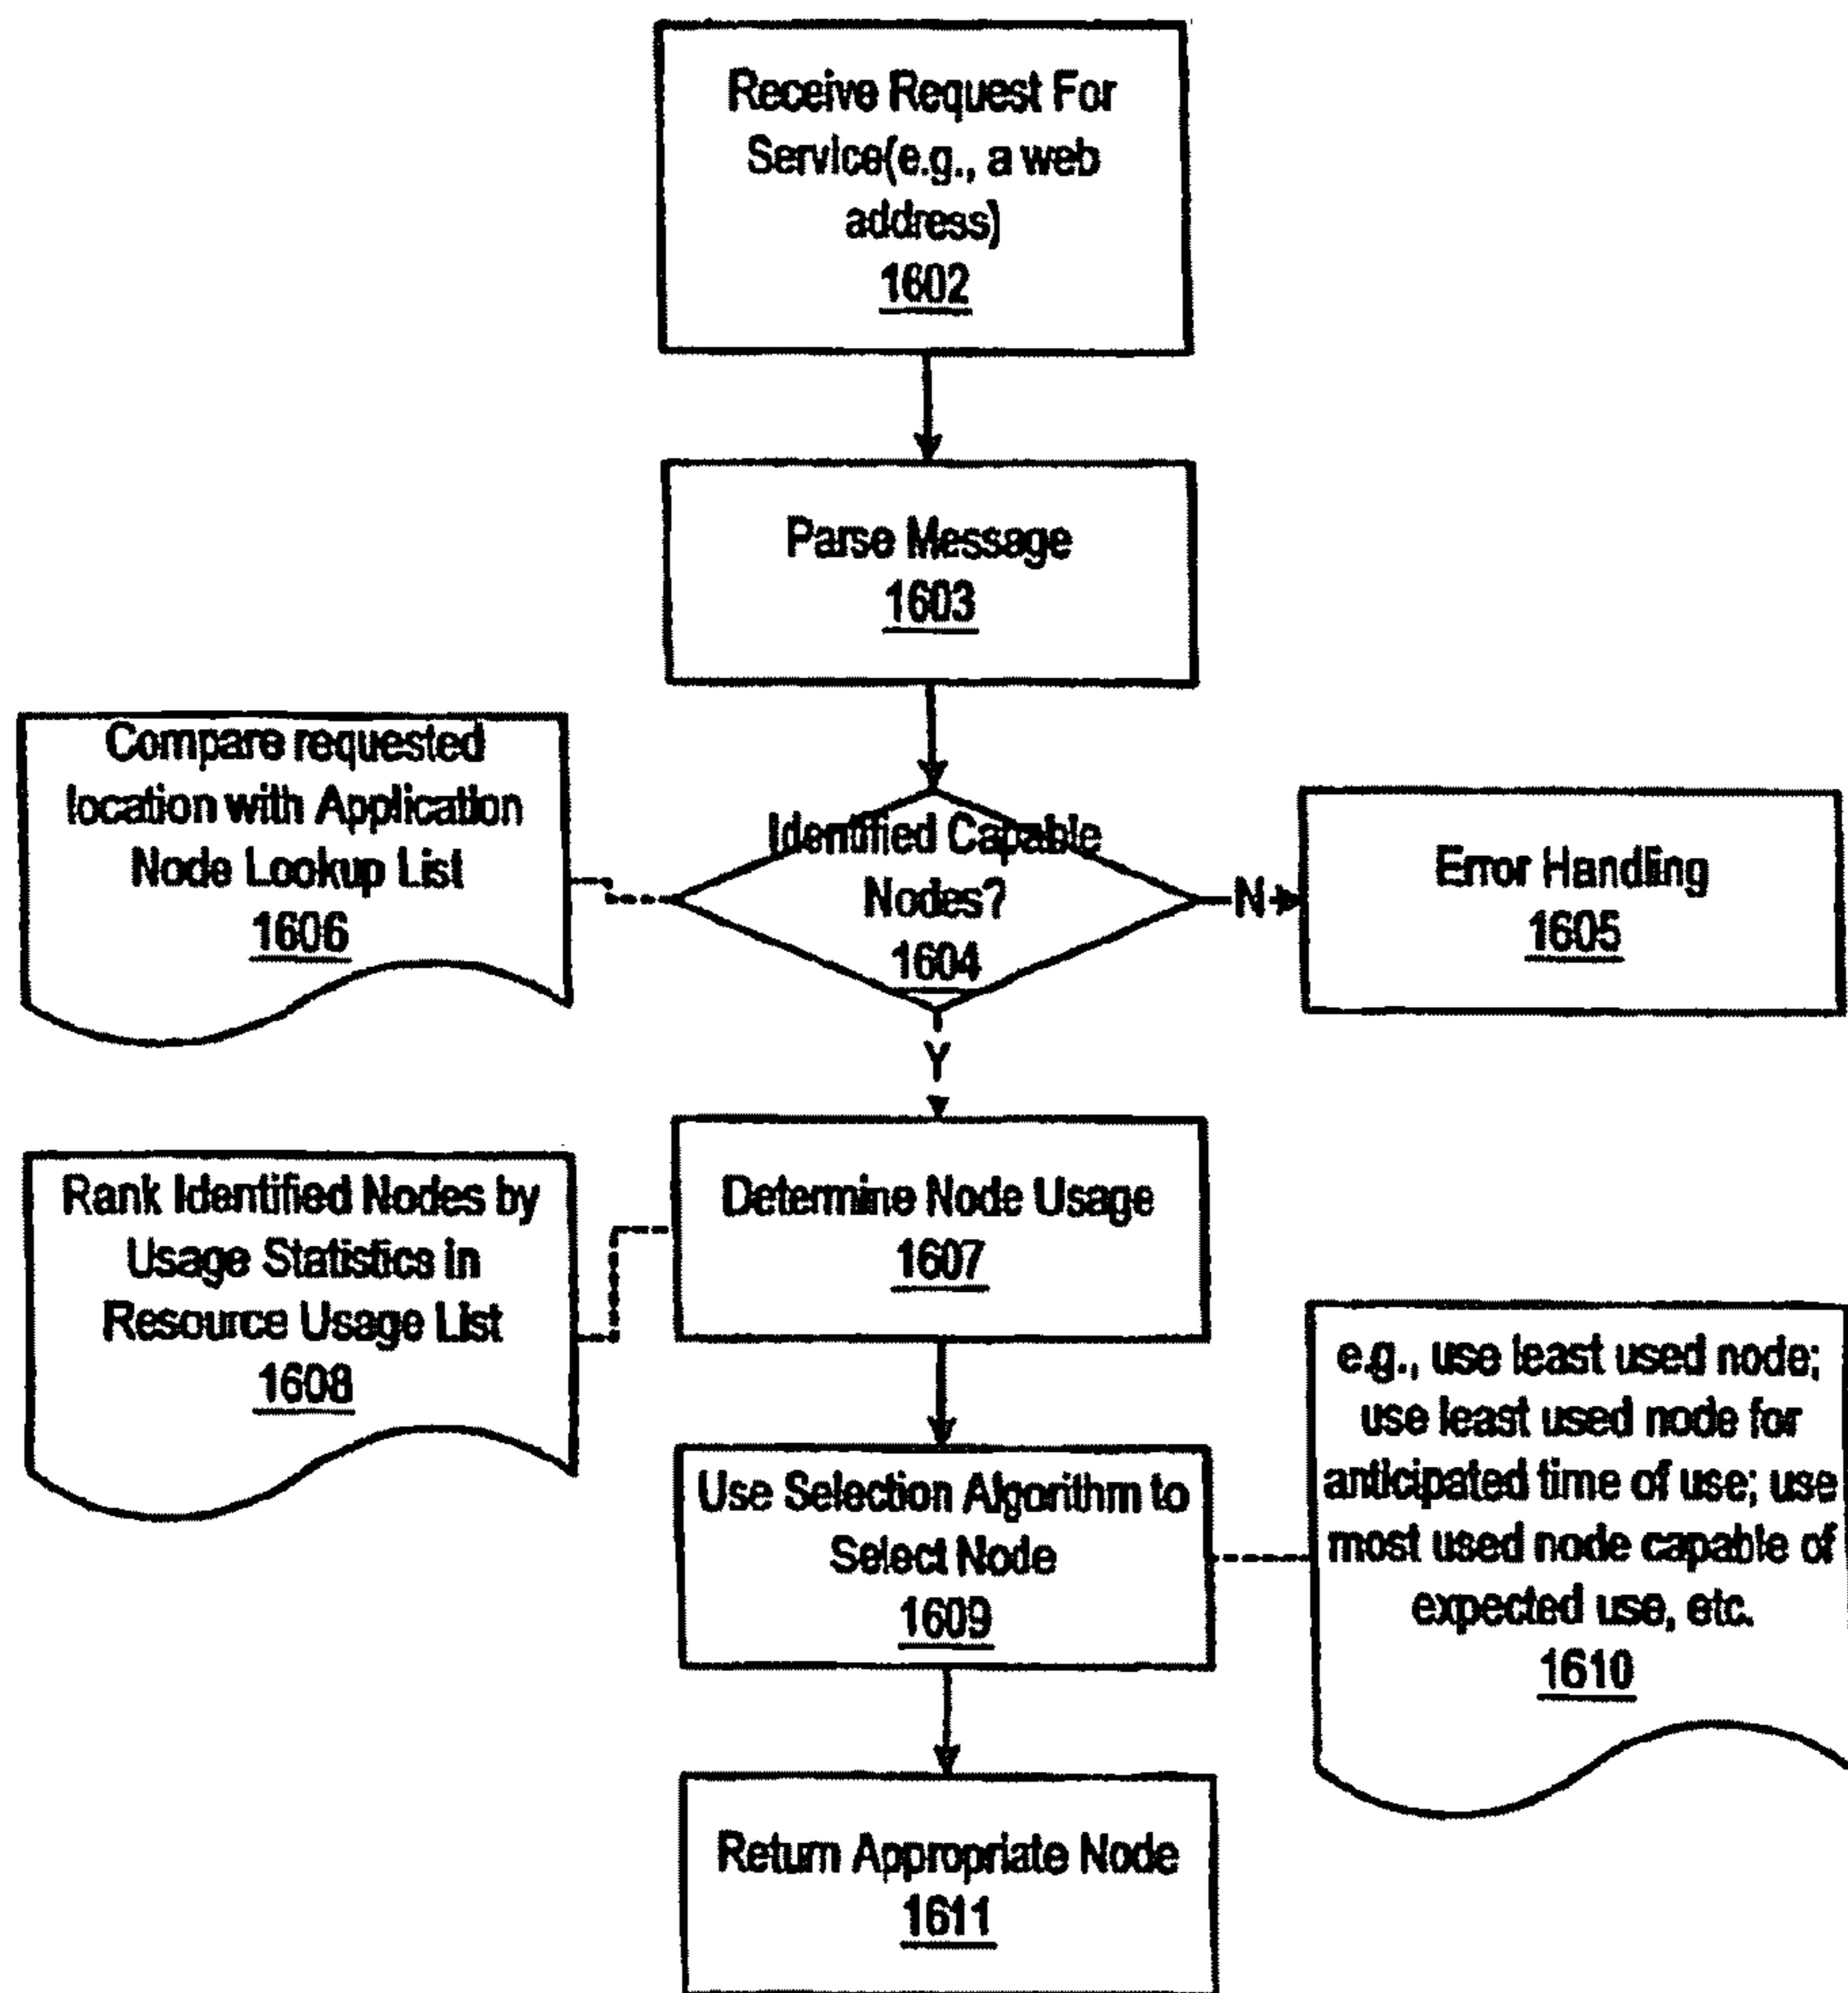 Receive Request For
Service(e.g., a web
address)
1602
Parse Message
1603
Compare requested
location with Application
Node Lookup List
1606
Identified Capable
Nodes?
1604
N
Error Handling
1605
Y
Rank Identified Nodes by
Usage Statistics in
Resource Usage List
1608
Determine Node Usage
1607
Use Selection Algorithm to
Select Node
1609
e.g., use least used node;
use least used node for
anticipated time of use; use
most used node capable of
expected use, etc.
1610
Return Appropriate Node
1611